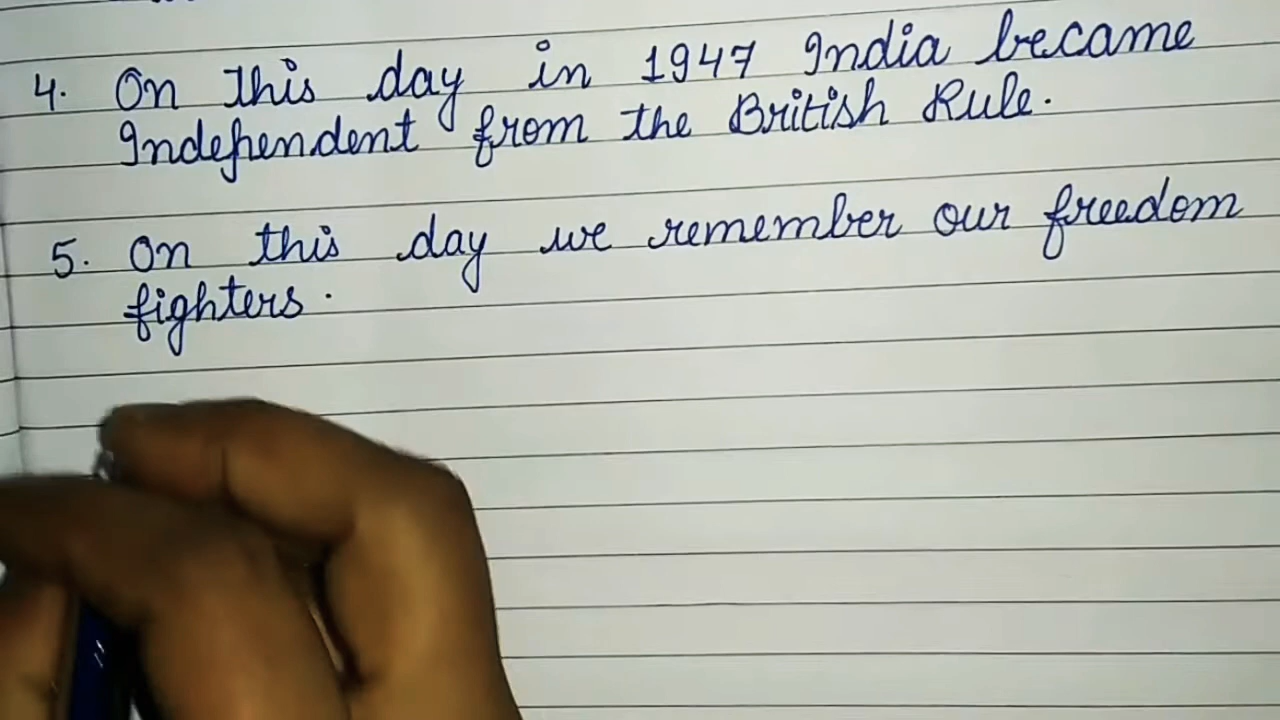 4. On this day in 1947 India became
Independent from the British Rule.
5. On this day we remember our freedom
fighters.